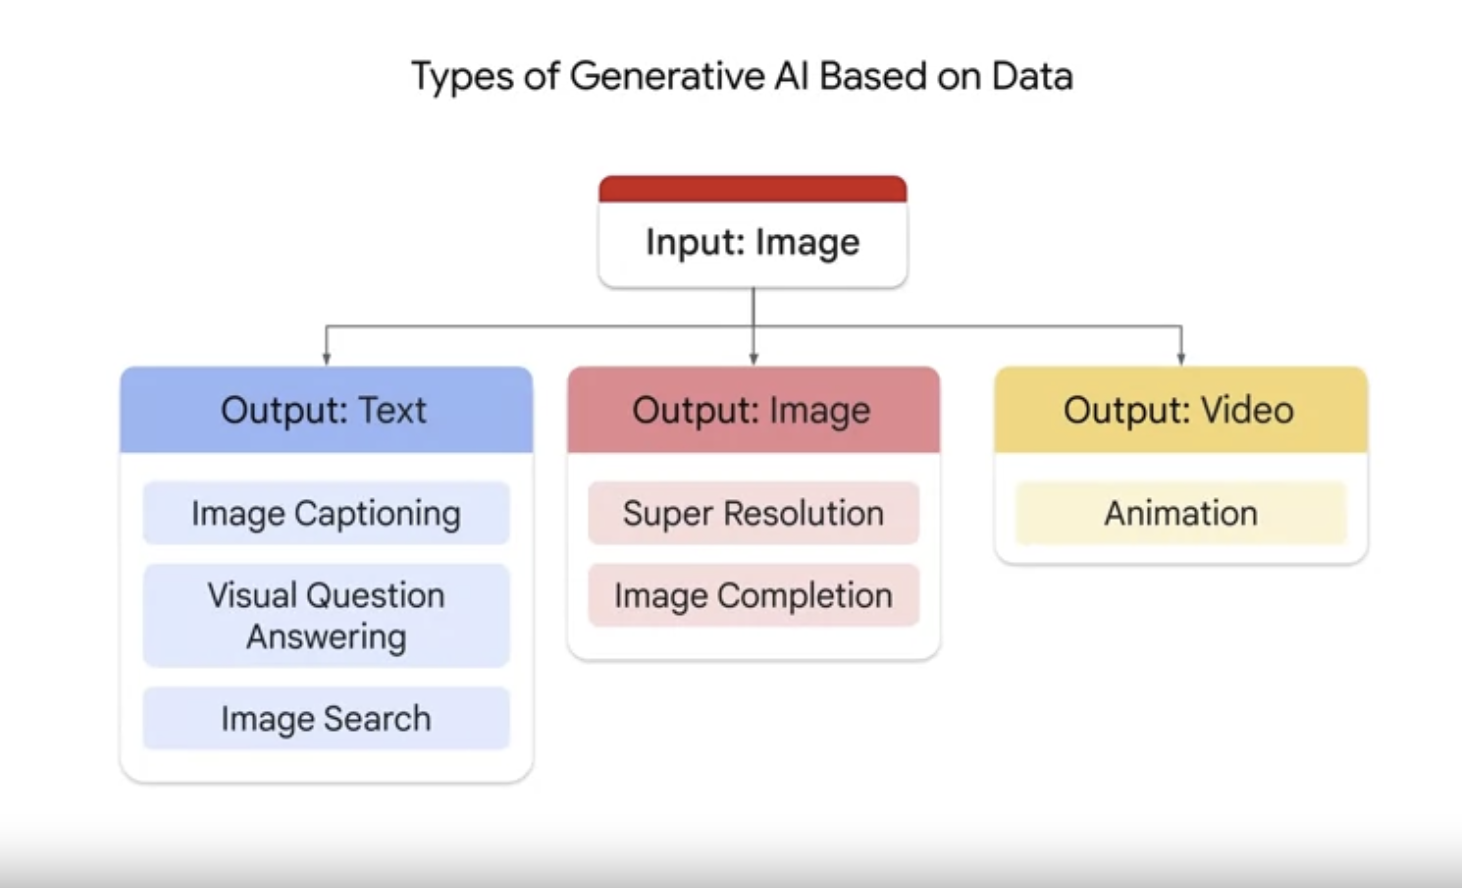 Types of Generative AI Based on Data
Input: Image
Output: Text
Image Captioning
Visual Question
Answering
Image Search
Output: Image
Super Resolution
Image Completion
Output: Video
Animation